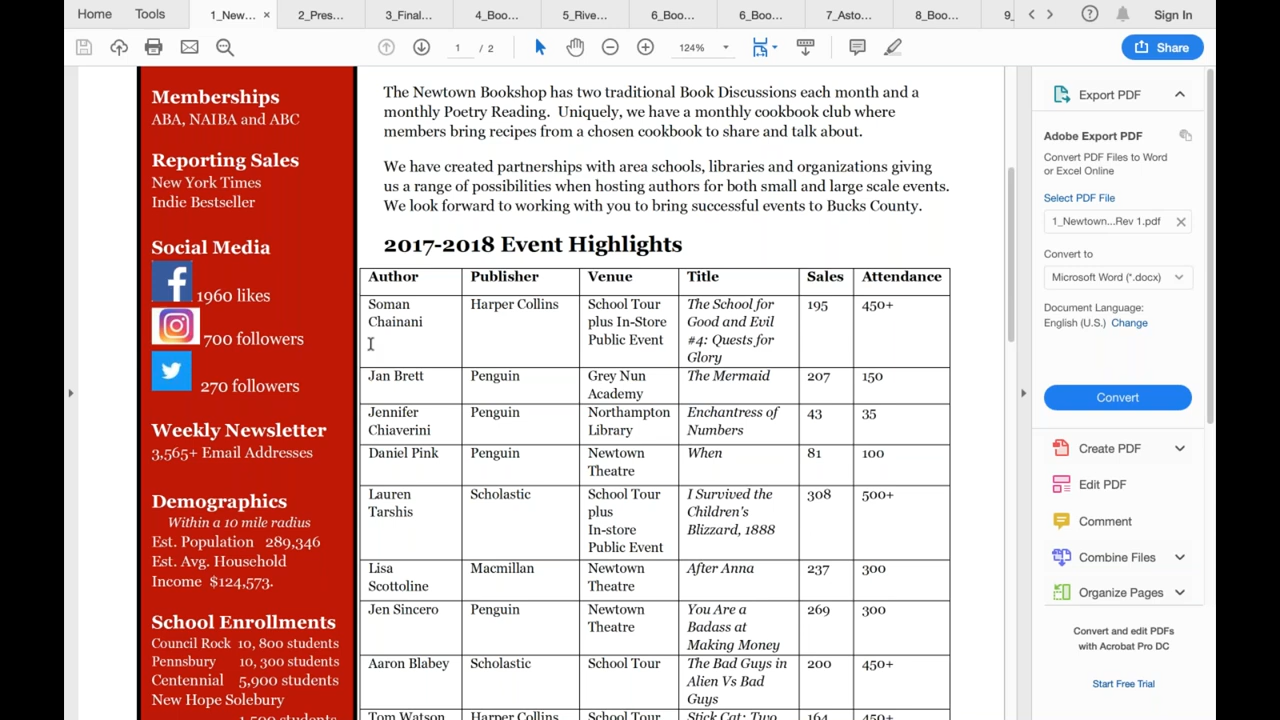 Home Tools 1_New... × 2_Pres... 3_Final... 4_Boo... 5_Rive... 6_Boo... 6_Boo... 7_Asto... 8_Boo... 9_ ? Sign In
1 / 2 124% Share
Memberships
ABA, NAIBA and ABC
Reporting Sales
New York Times
Indie Bestseller
Social Media
1960 likes
700 followers
270 followers
Weekly Newsletter
3,565+ Email Addresses
Demographics
Within a 10 mile radius
Est. Population 289,346
Est. Avg. Household
Income $124,573.
School Enrollments
Council Rock 10, 800 students
Pennsbury 10, 300 students
Centennial 5,900 students
New Hope Solebury
1,500 students
The Newtown Bookshop has two traditional Book Discussions each month and a
monthly Poetry Reading. Uniquely, we have a monthly cookbook club where
members bring recipes from a chosen cookbook to share and talk about.
We have created partnerships with area schools, libraries and organizations giving
us a range of possibilities when hosting authors for both small and large scale events.
We look forward to working with you to bring successful events to Bucks County.
2017-2018 Event Highlights
Author Publisher Venue Title Sales Attendance
Soman Harper Collins School Tour The School for 195 450+
Chainani plus In-Store Good and Evil
Public Event #4: Quests for
Glory
Jan Brett Penguin Grey Nun The Mermaid 207 150
Academy
Jennifer Penguin Northampton Enchantress of 43 35
Chiaverini Library Numbers
Daniel Pink Penguin Newtown When 81 100
Theatre
Lauren Scholastic School Tour I Survived the 308 500+
Tarshis plus Children's
In-store Blizzard, 1888
Public Event
Lisa Macmillan Newtown After Anna 237 300
Scottoline Theatre
Jen Sincero Penguin Newtown You Are a 269 300
Theatre Badass at
Making Money
Aaron Blabey Scholastic School Tour The Bad Guys in 200 450+
Alien Vs Bad
Guys
Tom Watson Harper Collins School Tour Stick Cat: Two 164 450+
Export PDF
Adobe Export PDF
Convert PDF Files to Word
or Excel Online
Select PDF File
1_Newtown...Rev 1.pdf ×
Convert to
Microsoft Word (*.docx)
Document Language:
English (U.S.) Change
Convert
Create PDF
Edit PDF
Comment
Combine Files
Organize Pages
Convert and edit PDFs
with Acrobat Pro DC
Start Free Trial